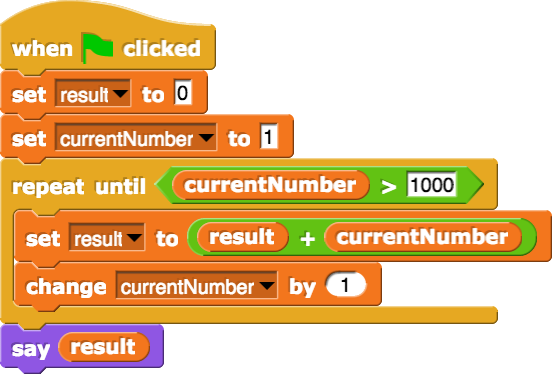 when clicked
set result to 0
set currentNumber to 1
repeat until currentNumber > 1000
set result to result + currentNumber
change currentNumber by 1
say result